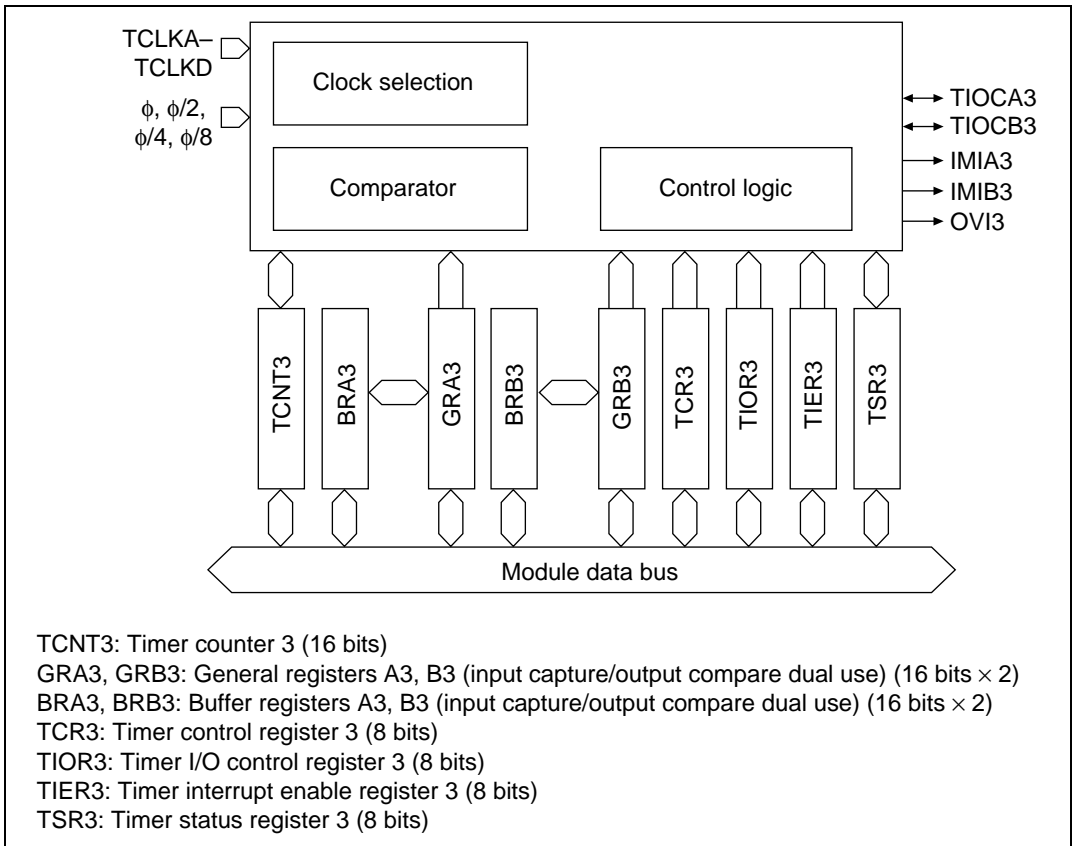 TCLKA–
TCLKD
ϕ, ϕ/2,
ϕ/4, ϕ/8
Clock selection
Comparator
Control logic
TIOCA3
TIOCB3
IMIA3
IMIB3
OVI3
TCNT3
BRA3
GRA3
BRB3
GRB3
TCR3
TIOR3
TIER3
TSR3
Module data bus
TCNT3: Timer counter 3 (16 bits)
GRA3, GRB3: General registers A3, B3 (input capture/output compare dual use) (16 bits × 2)
BRA3, BRB3: Buffer registers A3, B3 (input capture/output compare dual use) (16 bits × 2)
TCR3: Timer control register 3 (8 bits)
TIOR3: Timer I/O control register 3 (8 bits)
TIER3: Timer interrupt enable register 3 (8 bits)
TSR3: Timer status register 3 (8 bits)